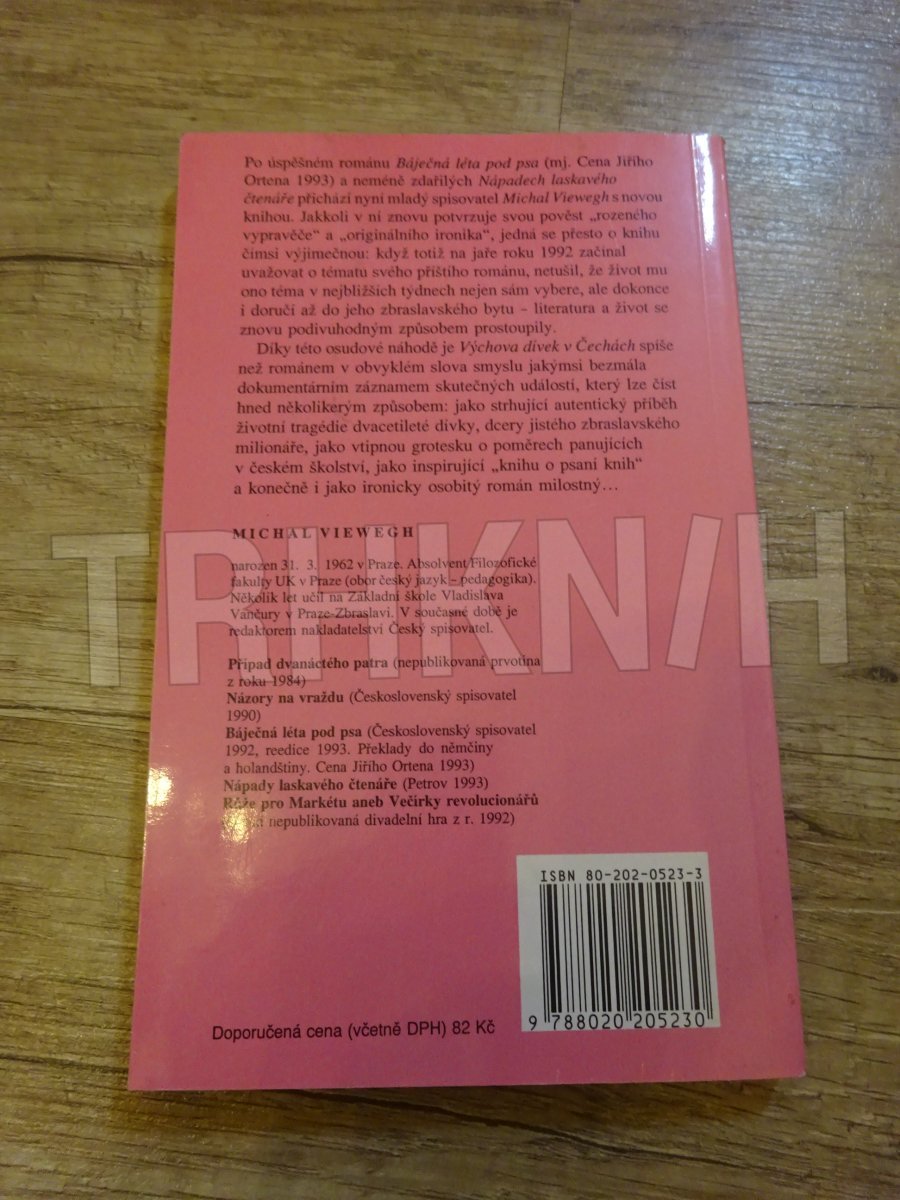 Po úspěšném románu Báječná léta pod psa (mj. Cena Jiřího
Ortena 1993) a neméně zdařilých Nápadech laskavého
čtenáře přichází nyní mladý spisovatel Michal Viewegh s novou
knihou. Jakkoli v ní znovu potvrzuje svou pověst „rozeného
vypravěče“ a „originálního ironika“, jedná se přesto o knihu
čímsi výjimečnou: když totiž na jaře roku 1992 začínal
uvažovat o tématu svého příštího románu, netušil, že život mu
ono téma v nejbližších týdnech nejen sám vybere, ale dokonce
i doručí až do jeho zbraslavského bytu – literatura a život se
znovu podivuhodným způsobem prostoupily.
Díky této osudové náhodě je Výchova dívek v Čechách spíše
než románem v obvyklém slova smyslu jakýmsi bezmála
dokumentárním záznamem skutečných událostí, který lze číst
hned několikerým způsobem: jako strhující autentický příběh
životní tragédie dvacetileté dívky, dcery jistého zbraslavského
milionáře, jako vtipnou grotesku o poměrech panujících
v českém školství, jako inspirující „knihu o psaní knih“
a konečně i jako ironicky osobitý román milostný…
MICHAL VIEWEGH
narozen 31. 3. 1962 v Praze. Absolvent Filozofické
fakulty UK v Praze (obor český jazyk – pedagogika).
Několik let učil na Základní škole Vladislava
Vančury v Praze-Zbraslavi. V současné době je
redaktorem nakladatelství Český spisovatel.
Případ dvanáctého patra (nepublikovaná prvotina
z roku 1984)
Názory na vraždu (Československý spisovatel
1990)
Báječná léta pod psa (Československý spisovatel
1992, reedice 1993. Překlady do němčiny
a holandštiny. Cena Jiřího Ortena 1993)
Nápady laskavého čtenáře (Petrov 1993)
Růže pro Markétu aneb Večírky revolucionářů
nepublikovaná divadelní hra z r. 1992)
ISBN 80-202-0523-3
9 788020 205230
Doporučená cena (včetně DPH) 82 Kč
TRHKNIH